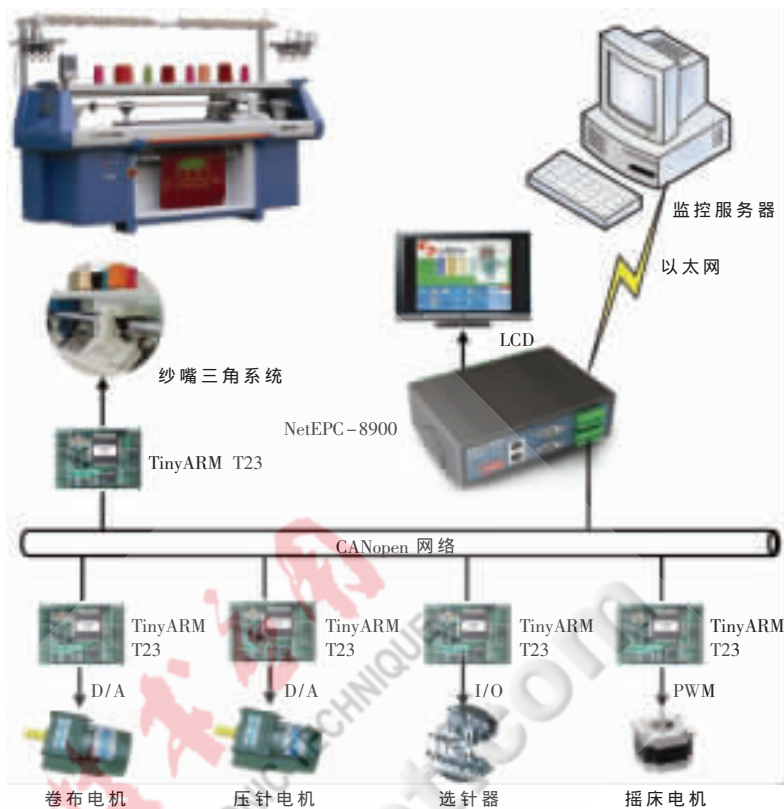 监控服务器
以太网
LCD
纱嘴三角系统
NetEPC-8900
TinyARM T23
CANopen 网络
TinyARM
T23
TinyARM
T23
TinyARM
T23
TinyARM
T23
D/A
D/A
I/O
PWM
卷布电机
压针电机
选针器
摇床电机